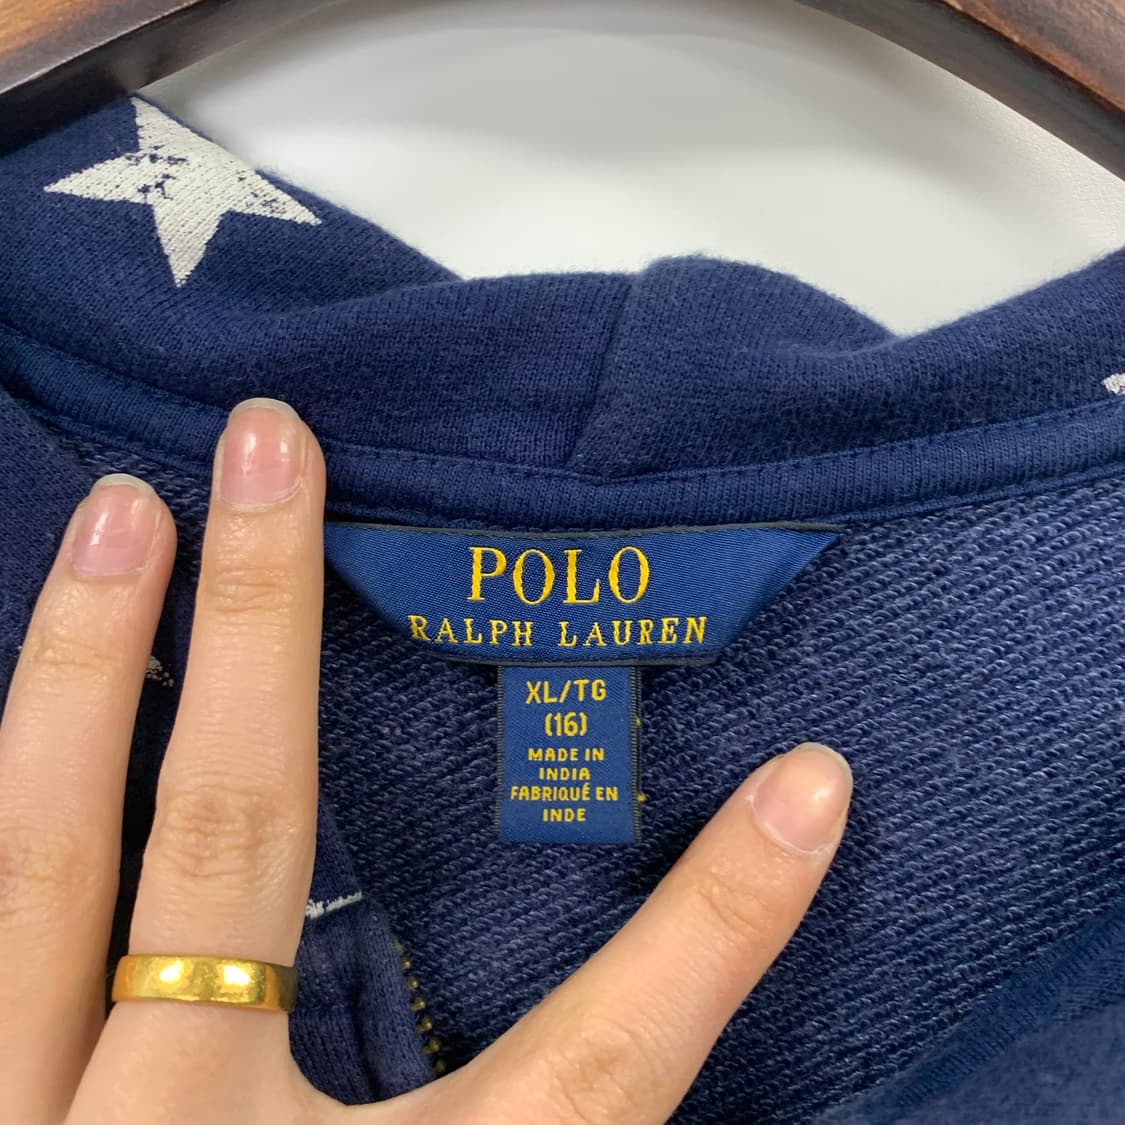 POLO
RALPH LAUREN
XL/TG
(16)
MADE IN
INDIA
FABRIQUÉ EN
INDE